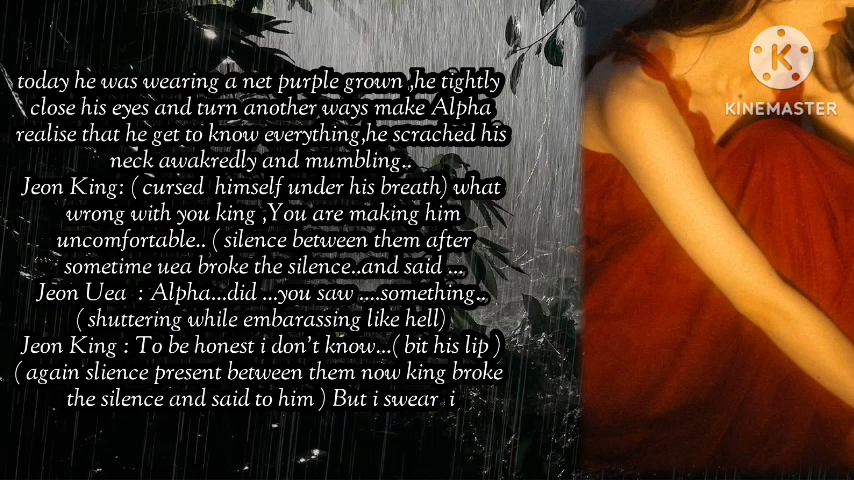 today he was wearing a net purple grown ,he tightly
close his eyes and turn another ways make Alpha
realise that he get to know everything,he scrached his
neck awakredly and mumbling..
Jeon King: ( cursed himself under his breath) what
wrong with you king ,You are making him
uncomfortable.. ( silence between them after
sometime uea broke the silence..and said ...
Jeon Uea : Alpha...did ...you saw ....something..
( shuttering while embarassing like hell)
Jeon King : To be honest i don't know...( bit his lip )
( again slience present between them now king broke
the silence and said to him ) But i swear i
K
KINEMASTER